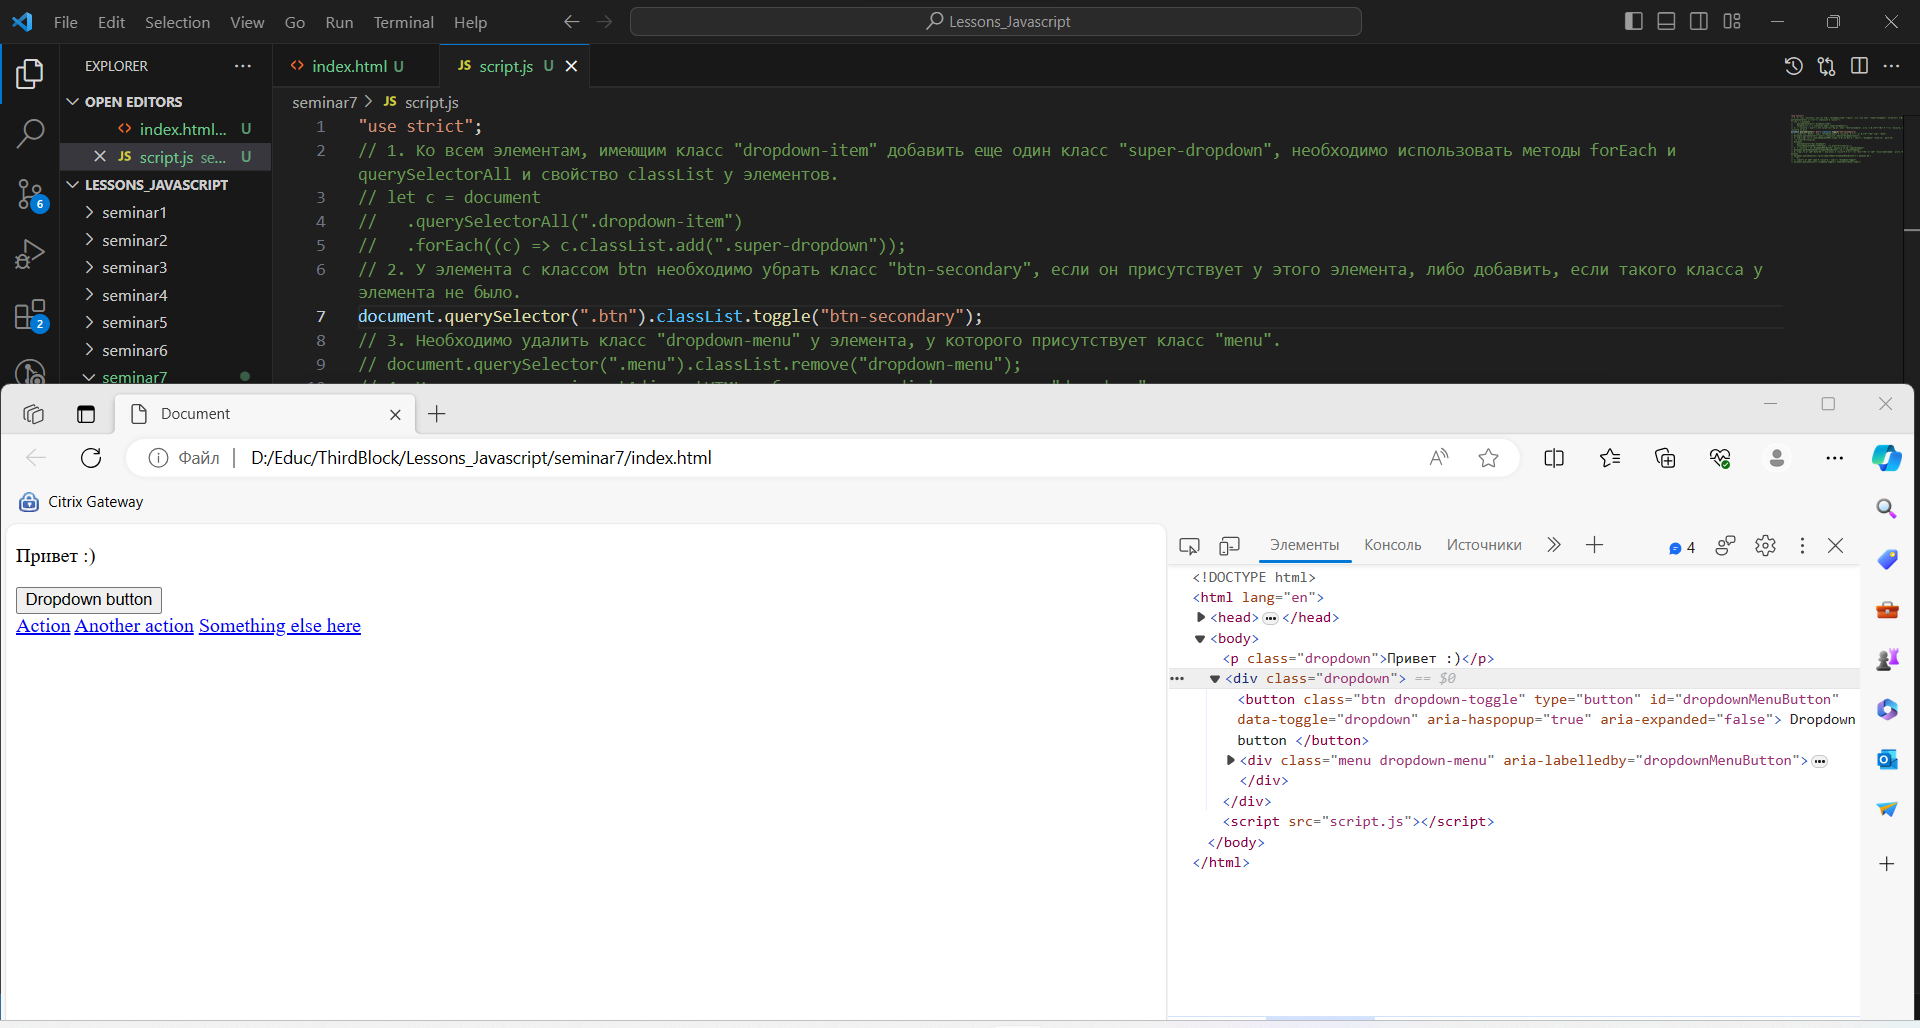 File Edit Selection View Go Run Terminal Help
Lessons_Javascript
EXPLORER
index.html U
JS script.js U
OPEN EDITORS
index.html... U
JS script.js se... U
LESSONS_JAVASCRIPT
seminar1
seminar2
seminar3
seminar4
seminar5
seminar6
seminar7
6
2
seminar7 > JS script.js
1 "use strict";
2 // 1. Ко всем элементам, имеющим класс "dropdown-item" добавить еще один класс "super-dropdown", необходимо использовать методы forEach и
querySelectorAll и свойство classList у элементов.
3 // let c = document
4 //   .querySelectorAll(".dropdown-item")
5 //   .forEach((c) => c.classList.add(".super-dropdown"));
6 // 2. У элемента с классом btn необходимо убрать класс "btn-secondary", если он присутствует у этого элемента, либо добавить, если такого класса у
элемента не было.
7 document.querySelector(".btn").classList.toggle("btn-secondary");
8 // 3. Необходимо удалить класс "dropdown-menu" у элемента, у которого присутствует класс "menu".
9 // document.querySelector(".menu").classList.remove("dropdown-menu");
Document
Файл D:/Educ/ThirdBlock/Lessons_Javascript/seminar7/index.html
Citrix Gateway
Привет :)
Dropdown button
Action Another action Something else here
Элементы Консоль Источники 4
<!DOCTYPE html>
<html lang="en">
<head> ... </head>
<body>
<p class="dropdown">Привет :)</p>
... <div class="dropdown"> == $0
<button class="btn dropdown-toggle" type="button" id="dropdownMenuButton"
data-toggle="dropdown" aria-haspopup="true" aria-expanded="false"> Dropdown
button </button>
<div class="menu dropdown-menu" aria-labelledby="dropdownMenuButton"> ...
</div>
</div>
<script src="script.js"></script>
</body>
</html>